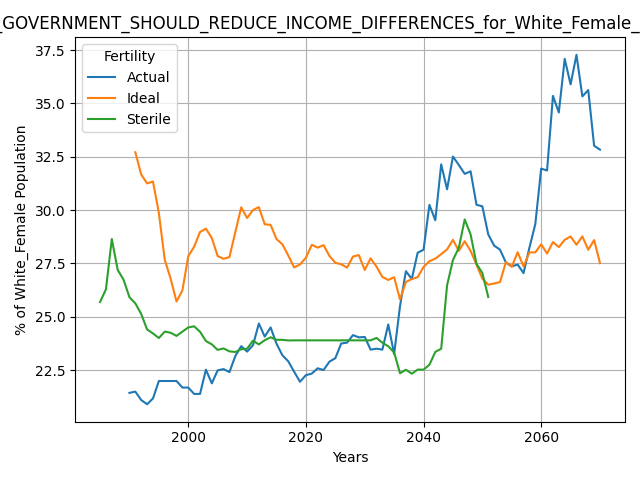 _GOVERNMENT_SHOULD_REDUCE_INCOME_DIFFERENCES_for_White_Female_
Fertility
Actual
Ideal
Sterile
37.5
35.0
32.5
30.0
27.5
25.0
22.5
% of White_Female Population
2000
2020
2040
2060
Years